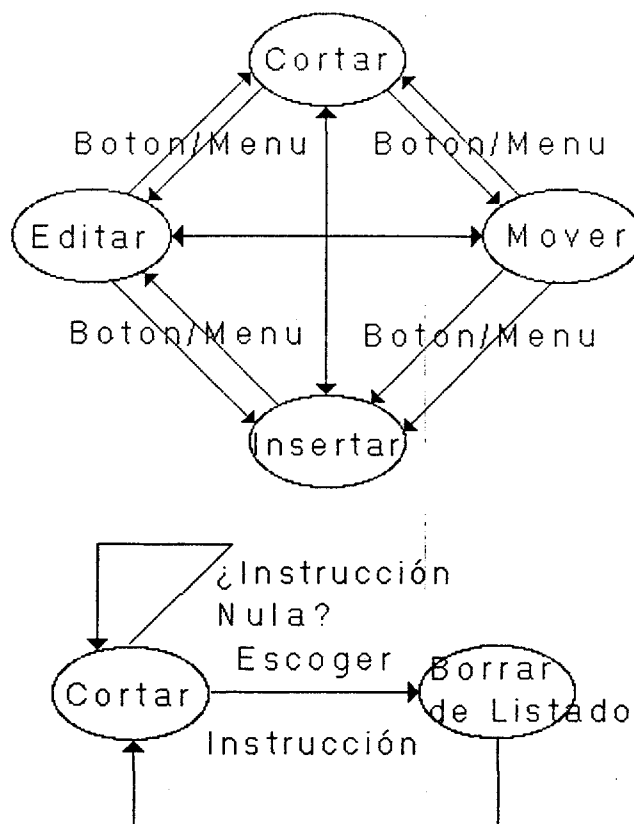 Cortar
Boton/Menu
Boton/Menu
Editar
Mover
Boton/Menu
Boton/Menu
Insertar
¿Instrucción
Nula?
Escoger
Cortar
Borrar
de Listado
Instrucción